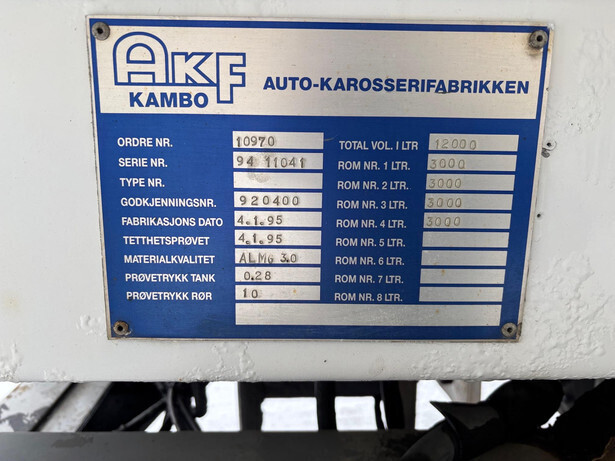 AKF
KAMBO
AUTO-KAROSSERIFABRIKKEN
ORDRE NR. 10970
SERIE NR. 94 11041
TYPE NR.
GODKJENNINGSNR. 920400
FABRIKASJONS DATO 4.1.95
TETTHETSPRØVET 4.1.95
MATERIALKVALITET ALMG 3.0
PRØVETRYKK TANK 0.28
PRØVETRYKK RØR 10
TOTAL VOL. I LTR 12000
ROM NR. 1 LTR. 3000
ROM NR. 2 LTR. 3000
ROM NR. 3 LTR. 3000
ROM NR. 4 LTR. 3000
ROM NR. 5 LTR.
ROM NR. 6 LTR.
ROM NR. 7 LTR.
ROM NR. 8 LTR.